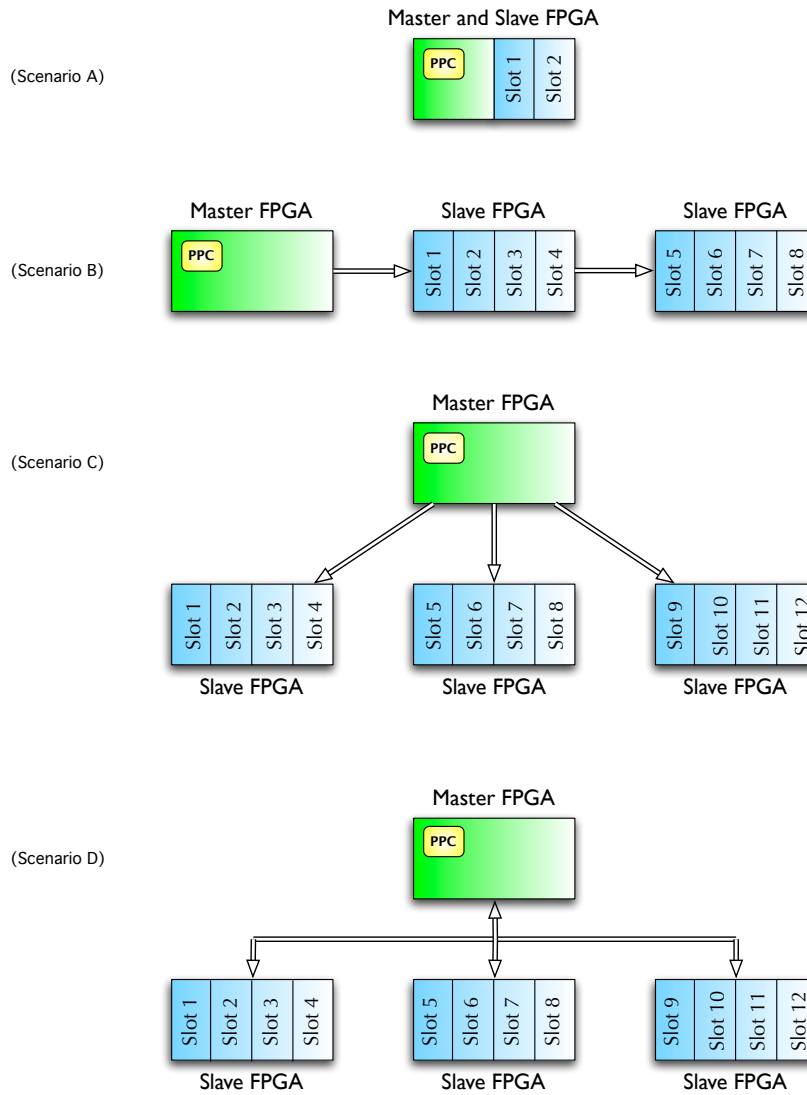 Master and Slave FPGA
(Scenario A)
PPC
Slot 1
Slot 2
Master FPGA
Slave FPGA
Slave FPGA
(Scenario B)
PPC
Slot 1
Slot 2
Slot 3
Slot 4
Slot 5
Slot 6
Slot 7
Slot 8
Master FPGA
(Scenario C)
PPC
Slot 1
Slot 2
Slot 3
Slot 4
Slot 5
Slot 6
Slot 7
Slot 8
Slot 9
Slot 10
Slot 11
Slot 12
Slave FPGA
Slave FPGA
Slave FPGA
Master FPGA
(Scenario D)
PPC
Slot 1
Slot 2
Slot 3
Slot 4
Slot 5
Slot 6
Slot 7
Slot 8
Slot 9
Slot 10
Slot 11
Slot 12
Slave FPGA
Slave FPGA
Slave FPGA